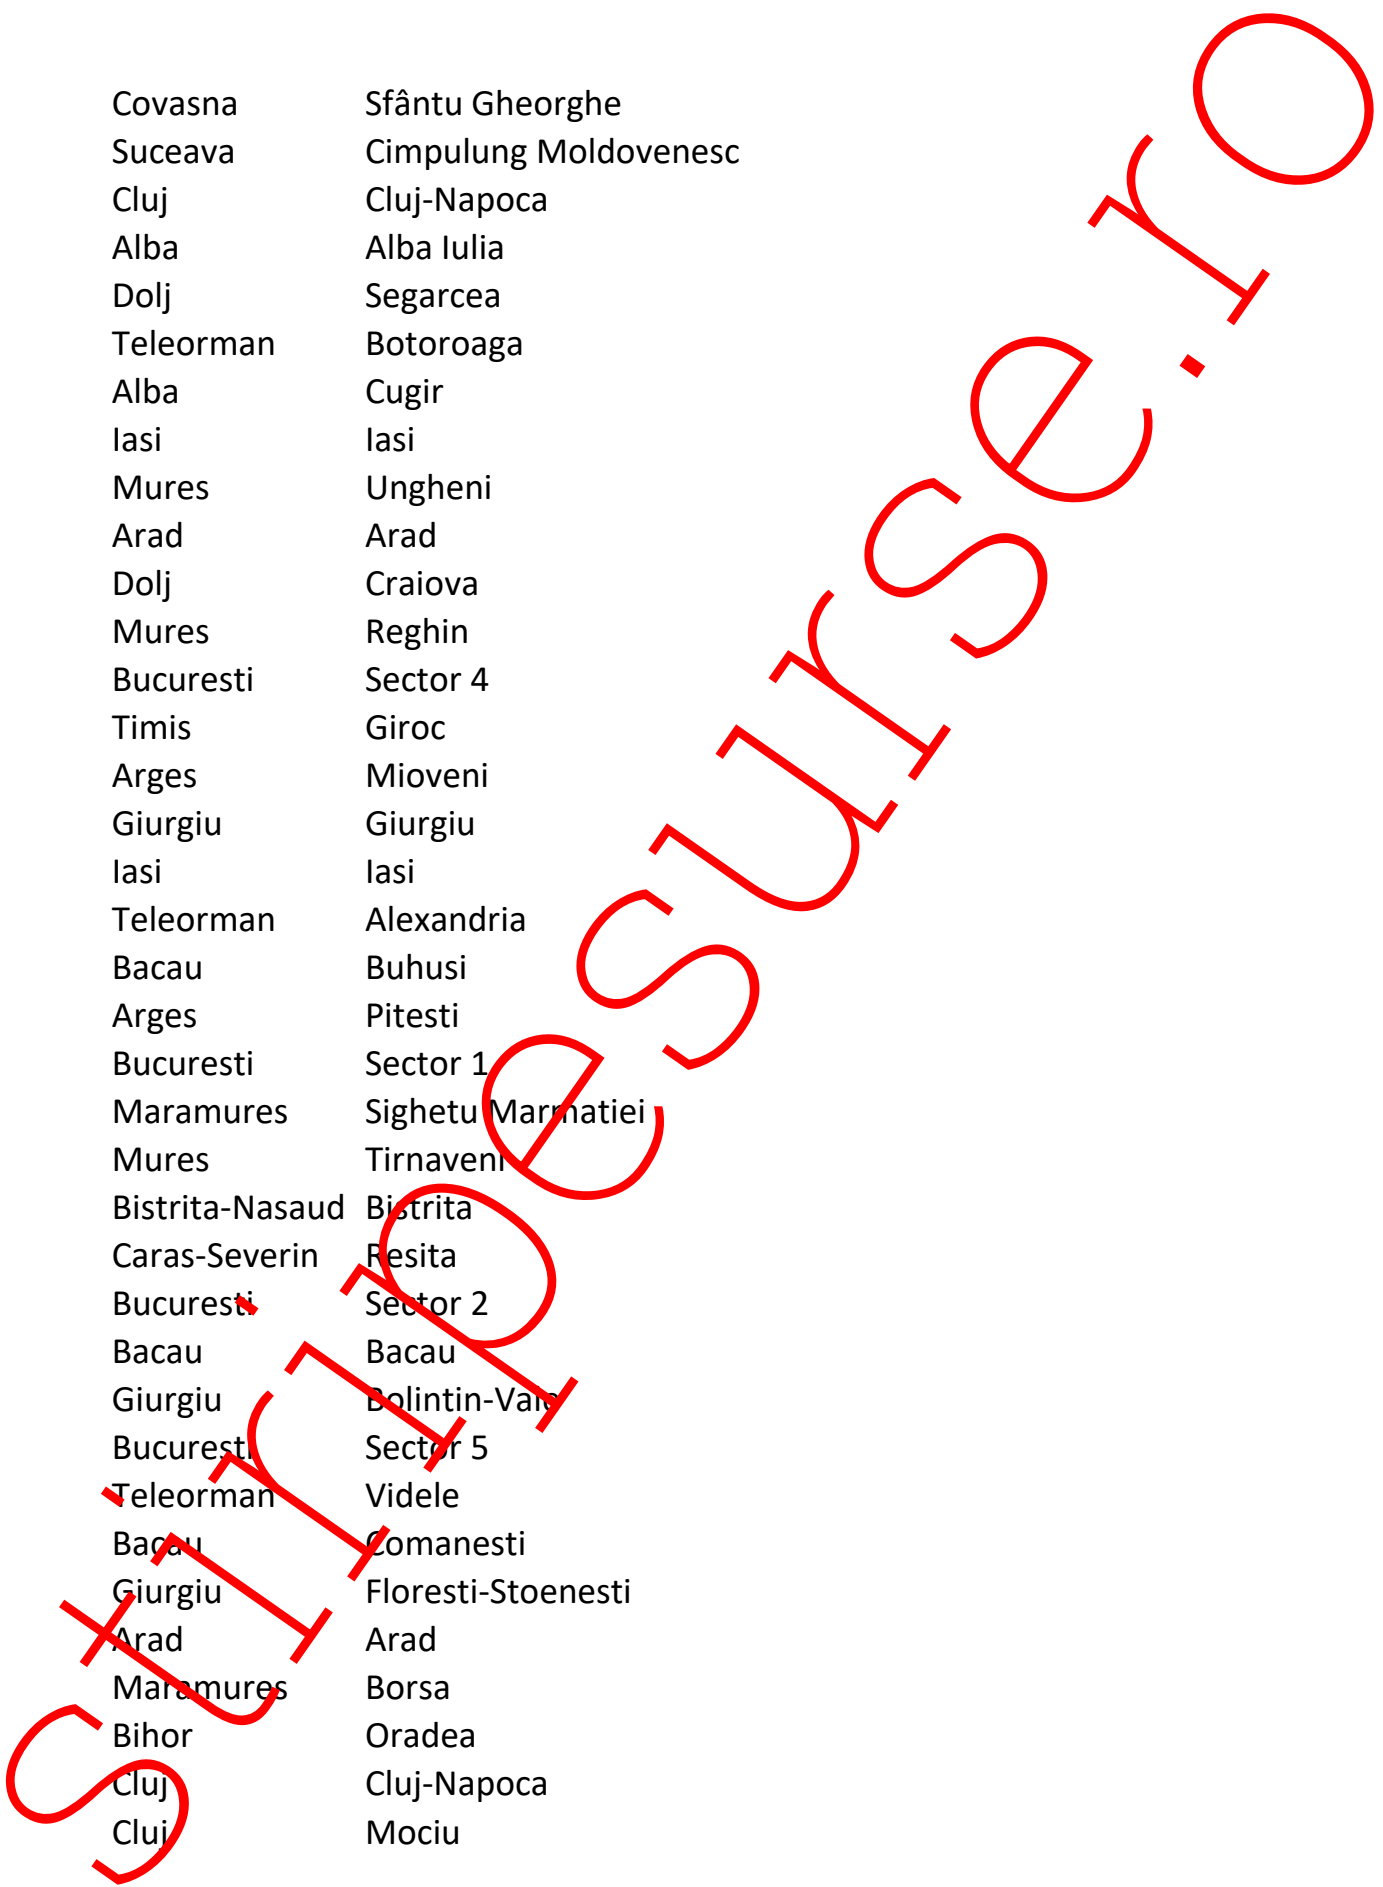 Covasna Sfântu Gheorghe
Suceava Cimpulung Moldovenesc
Cluj Cluj-Napoca
Alba Alba Iulia
Dolj Segarcea
Teleorman Botoroaga
Alba Cugir
Iasi Iasi
Mures Ungheni
Arad Arad
Dolj Craiova
Mures Reghin
Bucuresti Sector 4
Timis Giroc
Arges Mioveni
Giurgiu Giurgiu
Iasi Iasi
Teleorman Alexandria
Bacau Buhusi
Arges Pitesti
Bucuresti Sector 1
Maramures Sighetu Marmatiei
Mures Tirnaveni
Bistrita-Nasaud Bistrita
Caras-Severin Resita
Bucuresti Sector 2
Bacau Bacau
Giurgiu Bolintin-Vale
Bucuresti Sector 5
Teleorman Videle
Bacau Comanesti
Giurgiu Floresti-Stoenesti
Arad Arad
Maramures Borsa
Bihor Oradea
Cluj Cluj-Napoca
Cluj Mociu
stiripesurse.ro